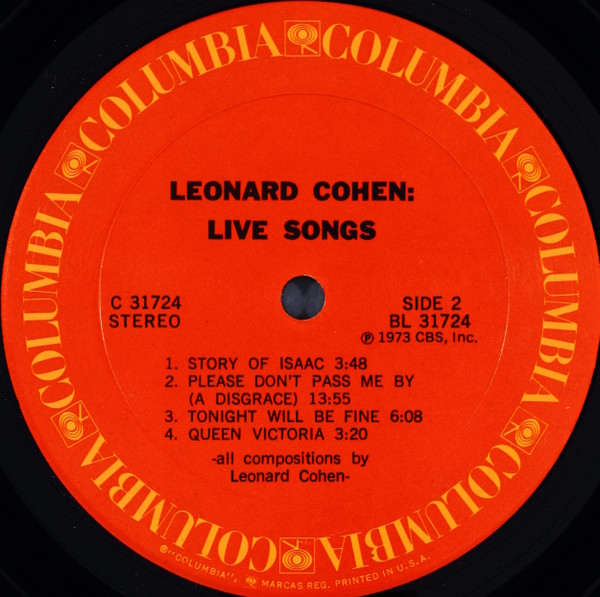 COLUMBIA COLUMBIA COLUMBIA COLUMBIA COLUMBIA COLUMBIA
LEONARD COHEN:
LIVE SONGS
C 31724
STEREO
SIDE 2
BL 31724
Ⓟ 1973 CBS, Inc.
1. STORY OF ISAAC 3:48
2. PLEASE DON'T PASS ME BY
(A DISGRACE) 13:55
3. TONIGHT WILL BE FINE 6:08
4. QUEEN VICTORIA 3:20
-all compositions by
Leonard Cohen-
®"COLUMBIA", MARCAS REG. PRINTED IN U.S.A.